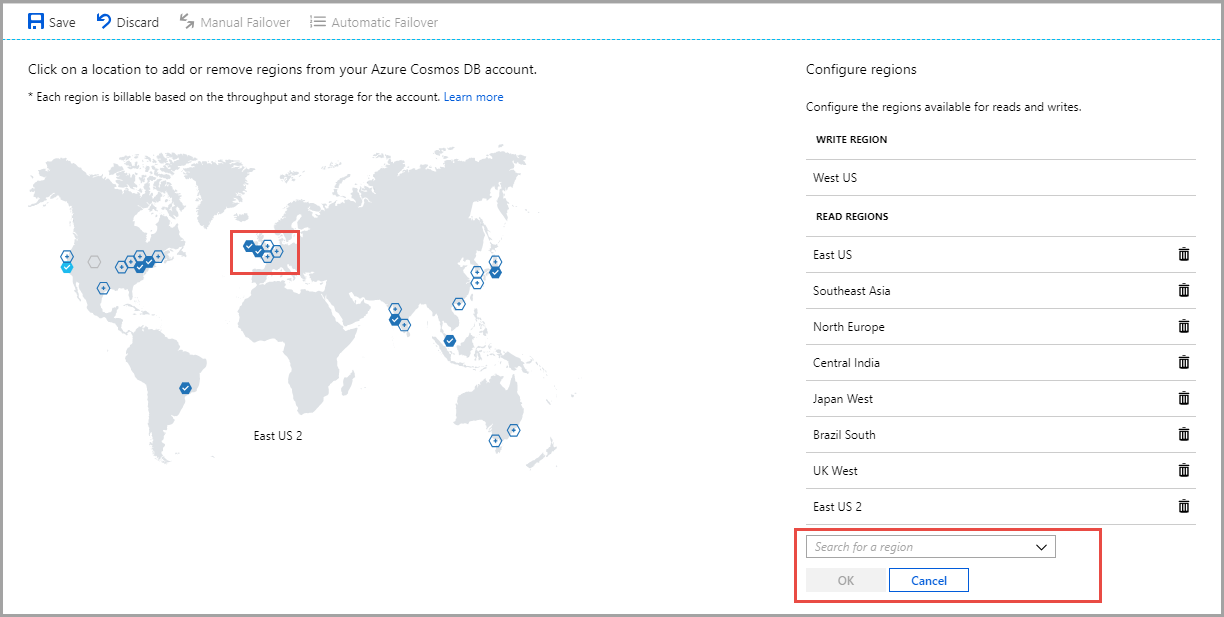 Save Discard Manual Failover Automatic Failover
Click on a location to add or remove regions from your Azure Cosmos DB account.
* Each region is billable based on the throughput and storage for the account. Learn more
East US 2
Configure regions
Configure the regions available for reads and writes.
WRITE REGION
West US
READ REGIONS
East US
Southeast Asia
North Europe
Central India
Japan West
Brazil South
UK West
East US 2
Search for a region
OK Cancel